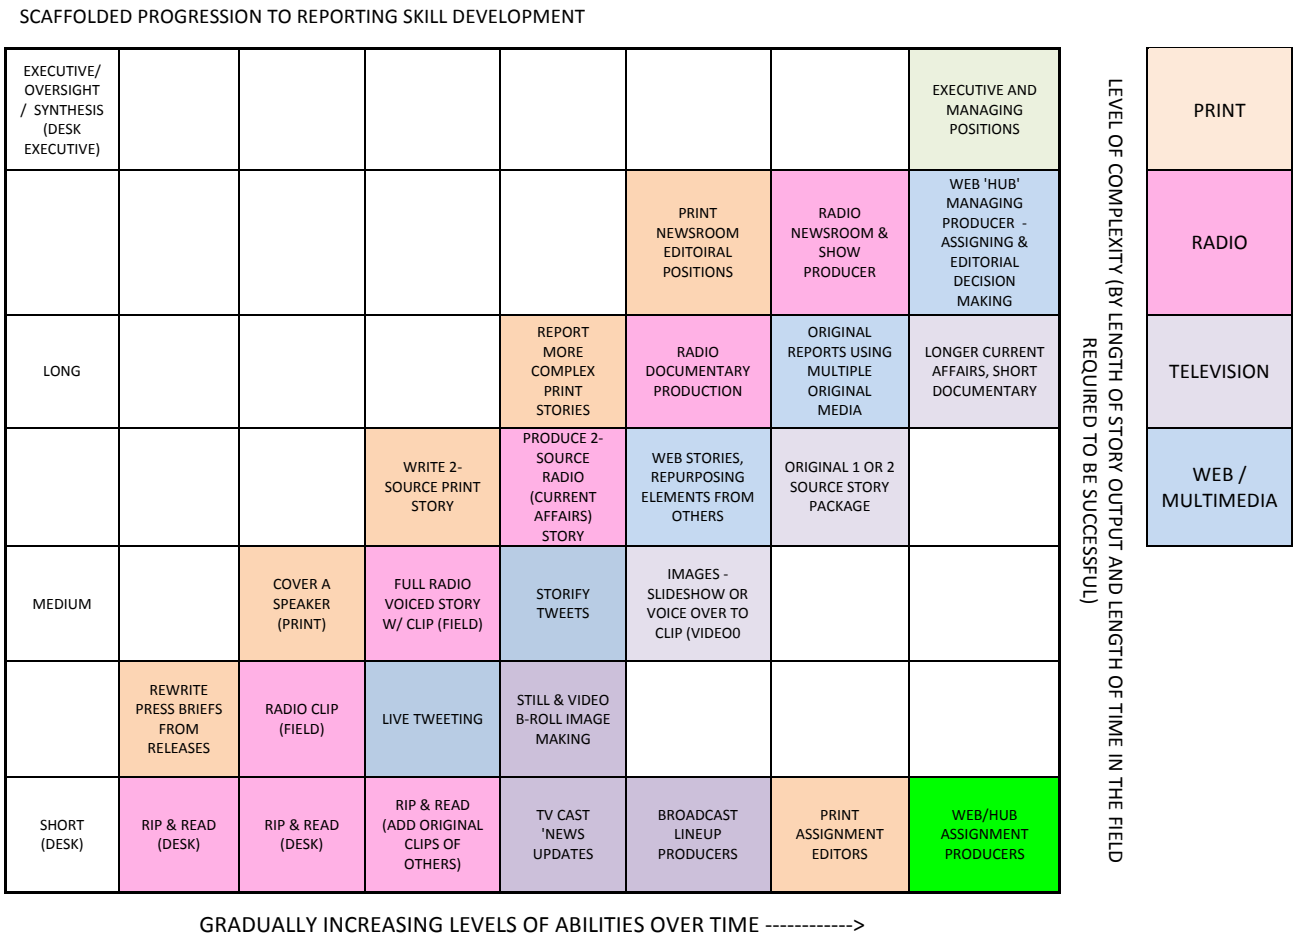 SCAFFOLDED PROGRESSION TO REPORTING SKILL DEVELOPMENT
EXECUTIVE/
OVERSIGHT
/ SYNTHESIS
(DESK
EXECUTIVE)
EXECUTIVE AND
MANAGING
POSITIONS
PRINT
NEWSROOM
EDITOIRAL
POSITIONS
RADIO
NEWSROOM &
SHOW
PRODUCER
WEB 'HUB'
MANAGING
PRODUCER -
ASSIGNING &
EDITORIAL
DECISION
MAKING
LONG
REPORT
MORE
COMPLEX
PRINT
STORIES
RADIO
DOCUMENTARY
PRODUCTION
ORIGINAL
REPORTS USING
MULTIPLE
ORIGINAL
MEDIA
LONGER CURRENT
AFFAIRS, SHORT
DOCUMENTARY
WRITE 2-
SOURCE PRINT
STORY
PRODUCE 2-
SOURCE
RADIO
(CURRENT
AFFAIRS)
STORY
WEB STORIES,
REPURPOSING
ELEMENTS FROM
OTHERS
ORIGINAL 1 OR 2
SOURCE STORY
PACKAGE
MEDIUM
COVER A
SPEAKER
(PRINT)
FULL RADIO
VOICED STORY
W/ CLIP (FIELD)
STORIFY
TWEETS
IMAGES -
SLIDESHOW OR
VOICE OVER TO
CLIP (VIDEO0
REWRITE
PRESS BRIEFS
FROM
RELEASES
RADIO CLIP
(FIELD)
LIVE TWEETING
STILL & VIDEO
B-ROLL IMAGE
MAKING
SHORT
(DESK)
RIP & READ
(DESK)
RIP & READ
(DESK)
RIP & READ
(ADD ORIGINAL
CLIPS OF
OTHERS)
TV CAST
'NEWS
UPDATES
BROADCAST
LINEUP
PRODUCERS
PRINT
ASSIGNMENT
EDITORS
WEB/HUB
ASSIGNMENT
PRODUCERS
GRADUALLY INCREASING LEVELS OF ABILITIES OVER TIME ------------>
LEVEL OF COMPLEXITY (BY LENGTH OF STORY OUTPUT AND LENGTH OF TIME IN THE FIELD
REQUIRED TO BE SUCCESSFUL)
PRINT
RADIO
TELEVISION
WEB /
MULTIMEDIA